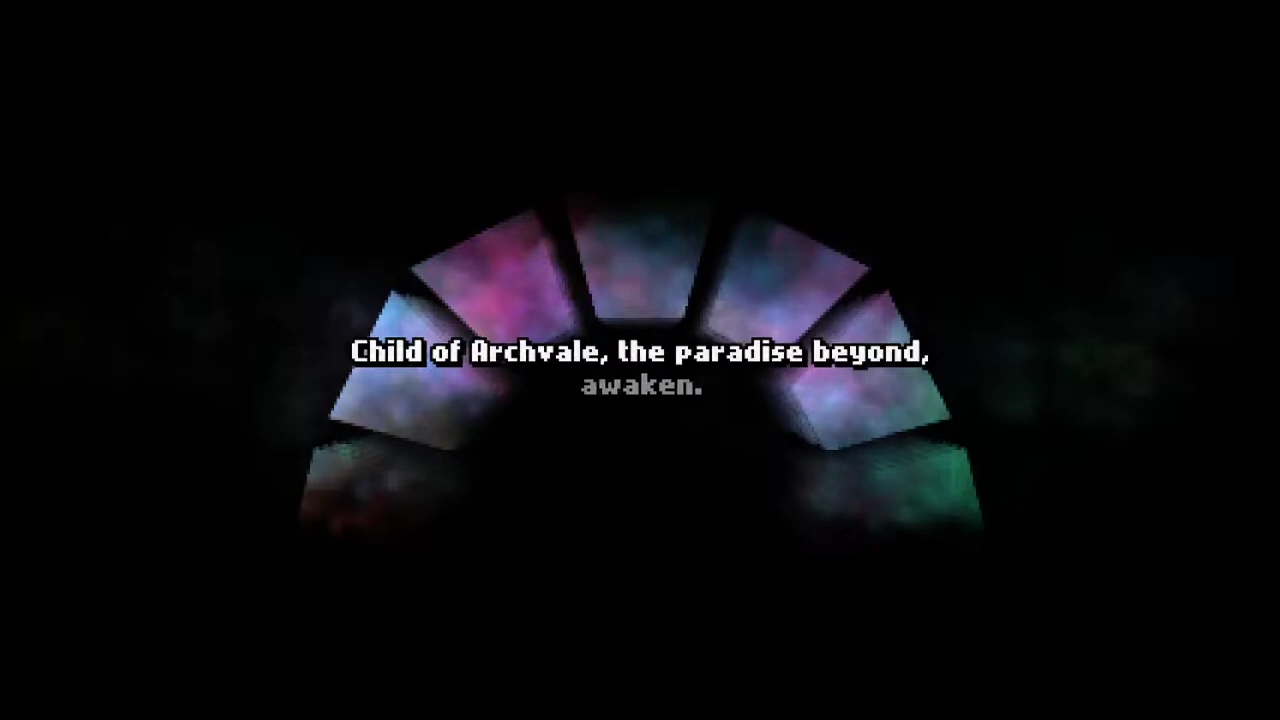 Child of Archvale, the paradise beyond,
awaken.